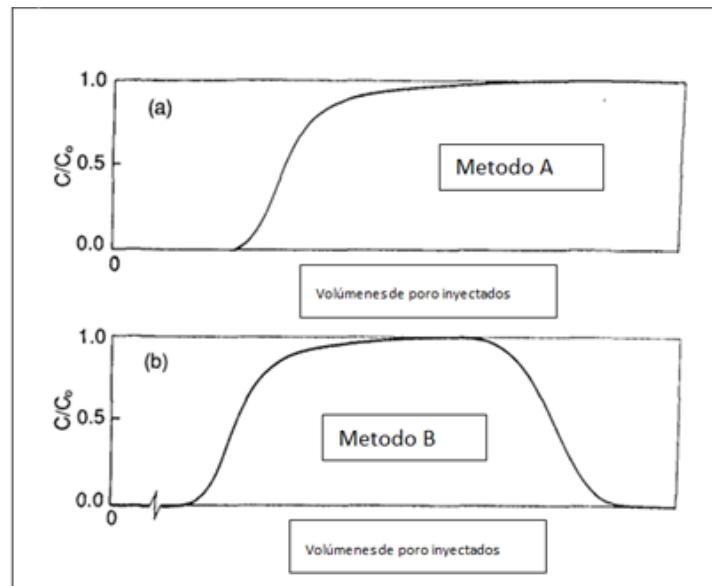 1.0
(a)
C/C₀
0.5
Metodo A
0.0
0
Volúmenes de poro inyectados
1.0
(b)
C/C₀
0.5
Metodo B
0.0
0
Volúmenes de poro inyectados